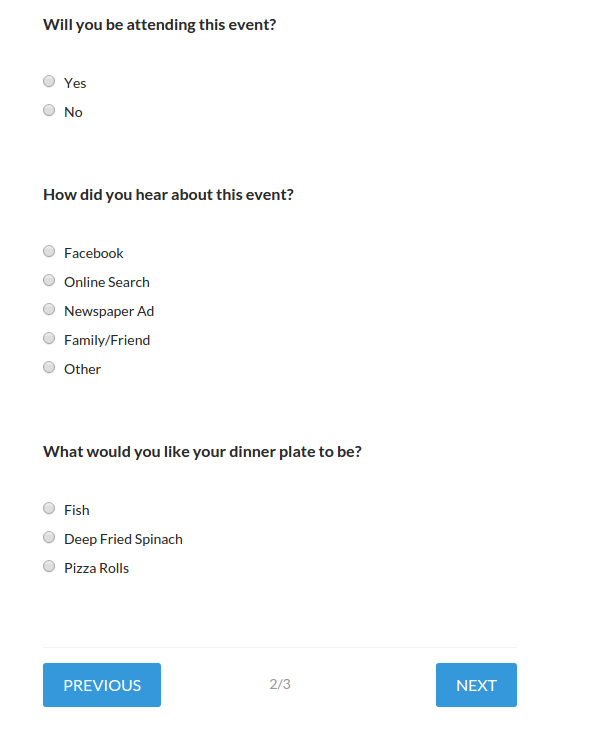 Will you be attending this event?
Yes
No
How did you hear about this event?
Facebook
Online Search
Newspaper Ad
Family/Friend
Other
What would you like your dinner plate to be?
Fish
Deep Fried Spinach
Pizza Rolls
PREVIOUS 2/3 NEXT